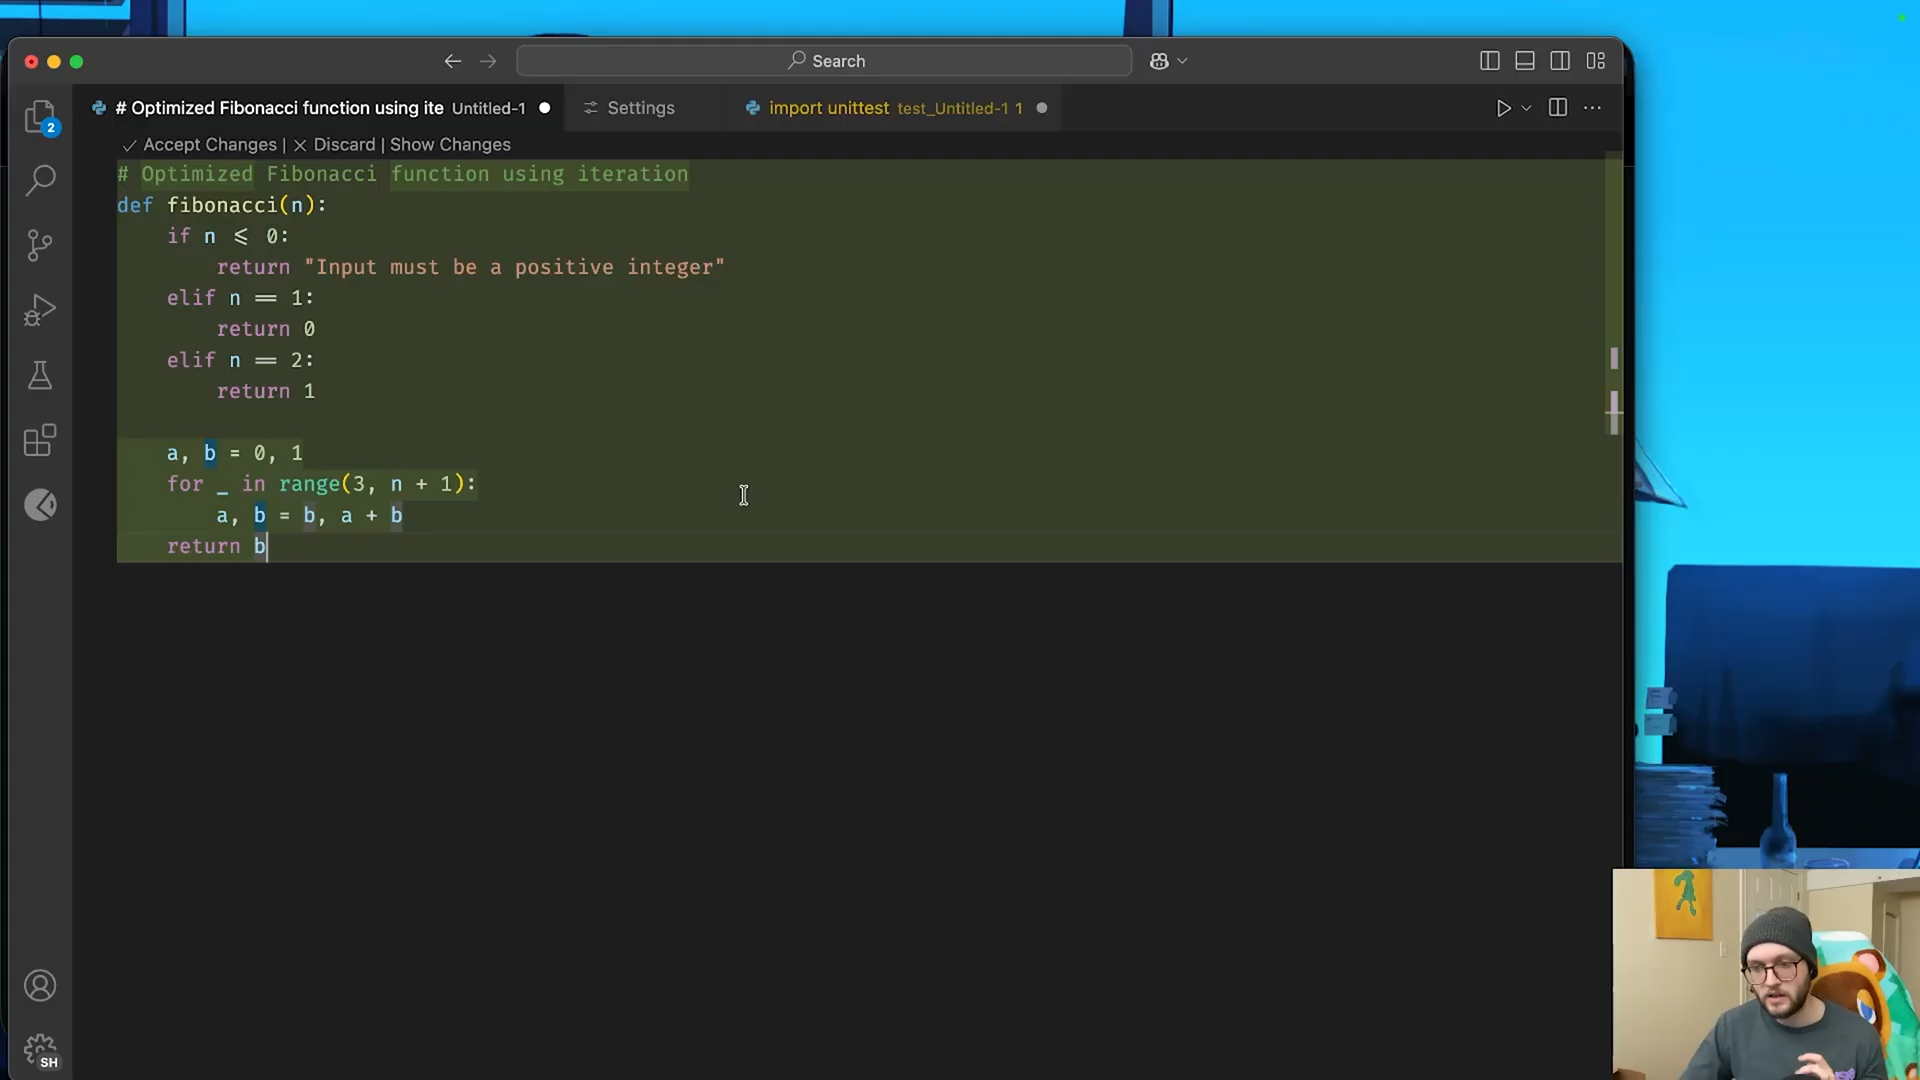 Search
# Optimized Fibonacci function using ite Untitled-1
Settings
import unittest test_Untitled-1 1
2
Accept Changes | Discard | Show Changes
# Optimized Fibonacci function using iteration
def fibonacci(n):
    if n <= 0:
        return "Input must be a positive integer"
    elif n == 1:
        return 0
    elif n == 2:
        return 1
    a, b = 0, 1
    for _ in range(3, n + 1):
        a, b = b, a + b
    return b
SH